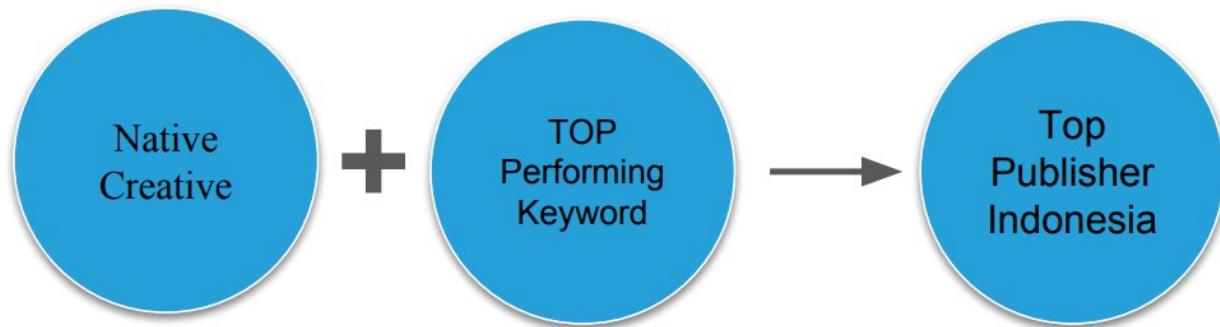 Native
Creative
TOP
Performing
Keyword
Top
Publisher
Indonesia